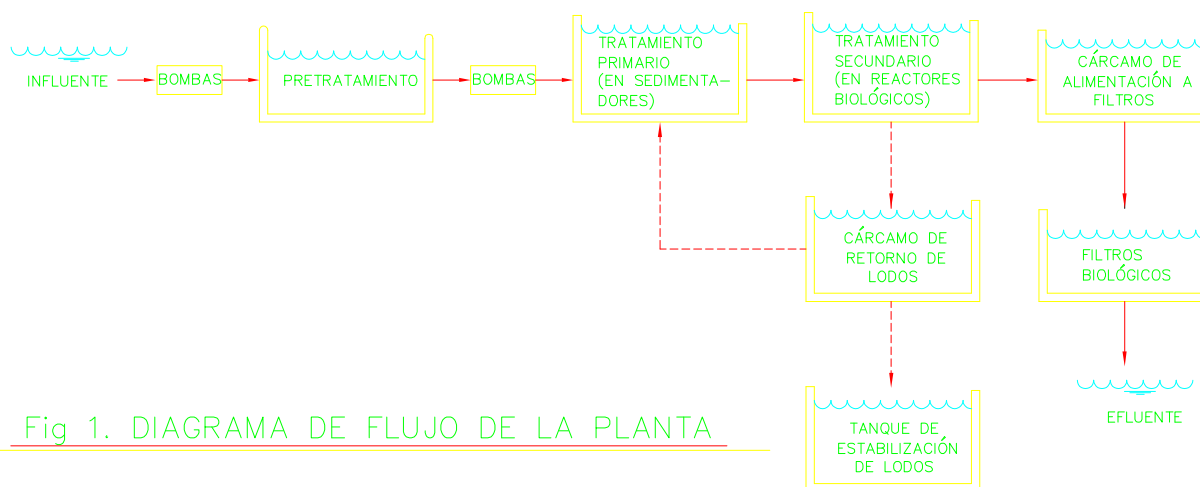 INFLUENTE
BOMBAS
PRETRATAMIENTO
BOMBAS
TRATAMIENTO
PRIMARIO
(EN SEDIMENTA-
DORES)
TRATAMIENTO
SECUNDARIO
(EN REACTORES
BIOLÓGICOS)
CÁRCAMO DE
ALIMENTACIÓN A
FILTROS
CÁRCAMO DE
RETORNO DE
LODOS
FILTROS
BIOLÓGICOS
TANQUE DE
ESTABILIZACIÓN
DE LODOS
EFLUENTE
Fig 1. DIAGRAMA DE FLUJO DE LA PLANTA